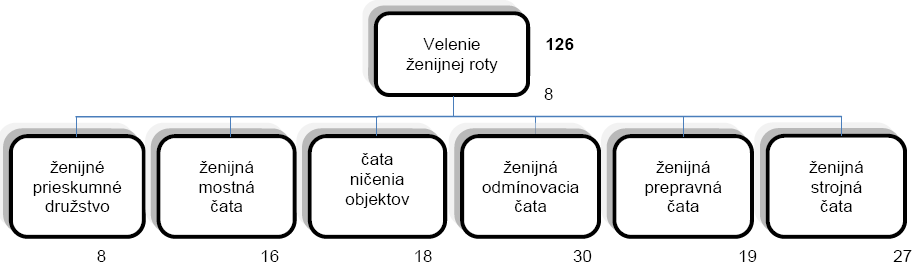 Velenie
ženijnej roty
126
8
ženijné
prieskumné
družstvo
8
ženijná
mostná
čata
16
čata
ničenia
objektov
18
ženijná
odmínovacia
čata
30
ženijná
prepravná
čata
19
ženijná
strojná
čata
27